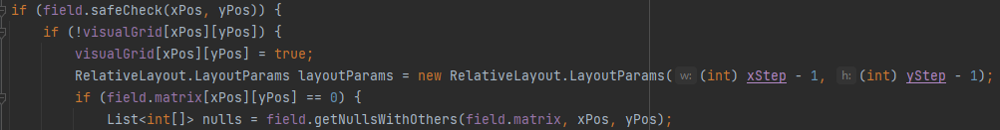 if (field.safeCheck(xPos, yPos)) {
if (!visualGrid[xPos][yPos]) {
visualGrid[xPos][yPos] = true;
RelativeLayout.LayoutParams layoutParams = new RelativeLayout.LayoutParams( w: (int) xStep - 1, h: (int) yStep - 1);
if (field.matrix[xPos][yPos] == 0) {
List<int[]> nulls = field.getNullsWithOthers(field.matrix, xPos, yPos);